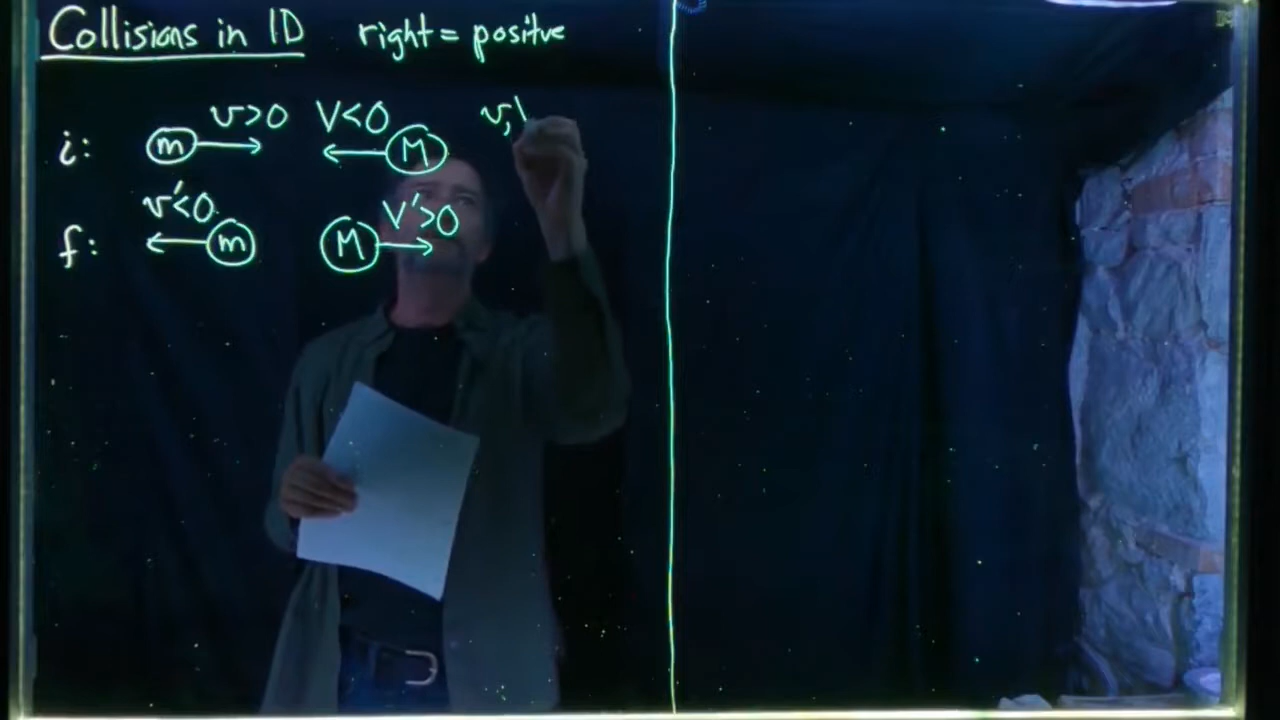 Collisions in 1D right = positive
v>0 V<0 v,
i: m M
v'<0 V'>0
f: m M